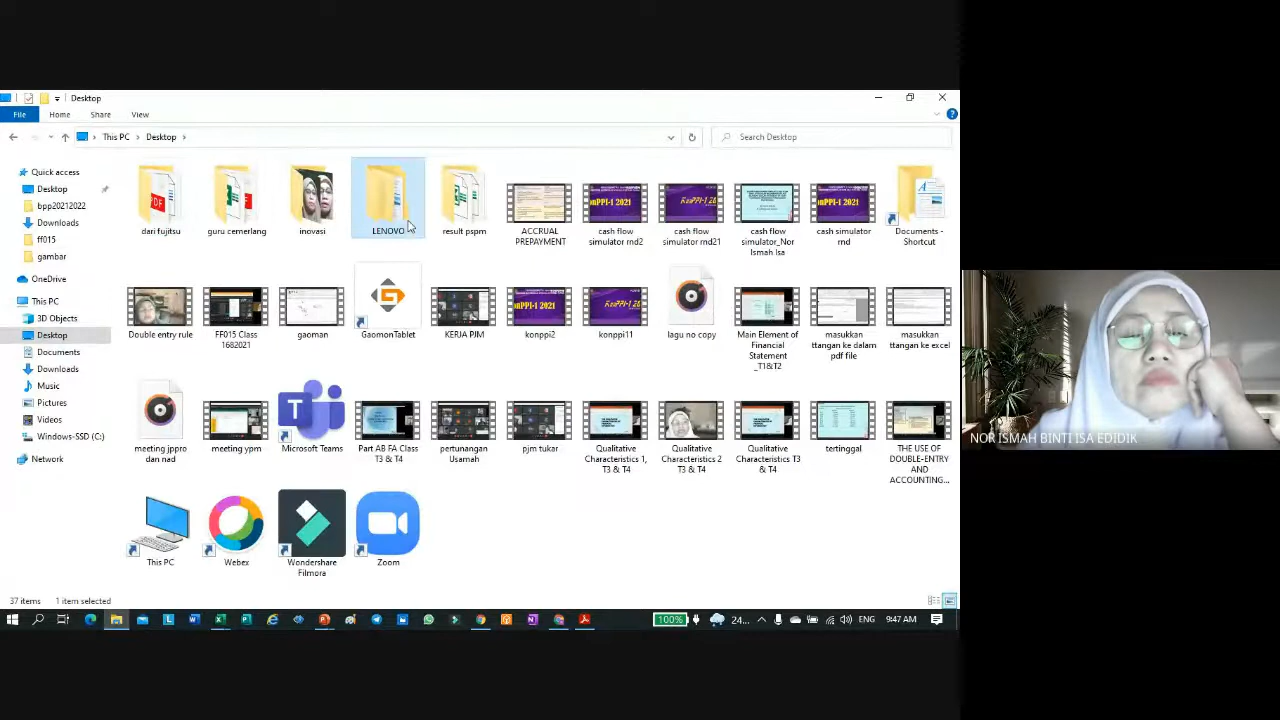 Desktop
File Home Share View
This PC Desktop
Search Desktop
Quick access
Desktop
bpp20212022
Downloads
ff015
gambar
OneDrive
This PC
3D Objects
Desktop
Documents
Downloads
Music
Pictures
Videos
Windows-SSD (C:)
Network
dari fujitsu
guru cemerlang
inovasi
LENOVO
result pspm
ACCRUAL
PREPAYMENT
cash flow
simulator rnd2
cash flow
simulator rnd21
cash flow
simulator_Nor
Ismah Isa
cash simulator
rnd
Documents -
Shortcut
Double entry rule
FF015 Class
1682021
gaoman
GaomonTablet
KERJA PJM
konppi2
konppi11
lagu no copy
Main Element of
Financial
Statement
_T1&T2
masukkan
ttangan ke dalam
pdf file
masukkan
ttangan ke excel
meeting jppro
dan nad
meeting ypm
Microsoft Teams
Part AB FA Class
T3 & T4
pertunangan
Usamah
pjm tukar
Qualitative
Characteristics 1,
T3 & T4
Qualitative
Characteristics 2
T3 & T4
Qualitative
Characteristics T3
& T4
tertinggal
THE USE OF
DOUBLE-ENTRY
AND
ACCOUNTING...
This PC
Webex
Wondershare
Filmora
Zoom
37 items 1 item selected
100% 24... ENG 9:47 AM
NOR ISMAH BINTI ISA EDIDIK